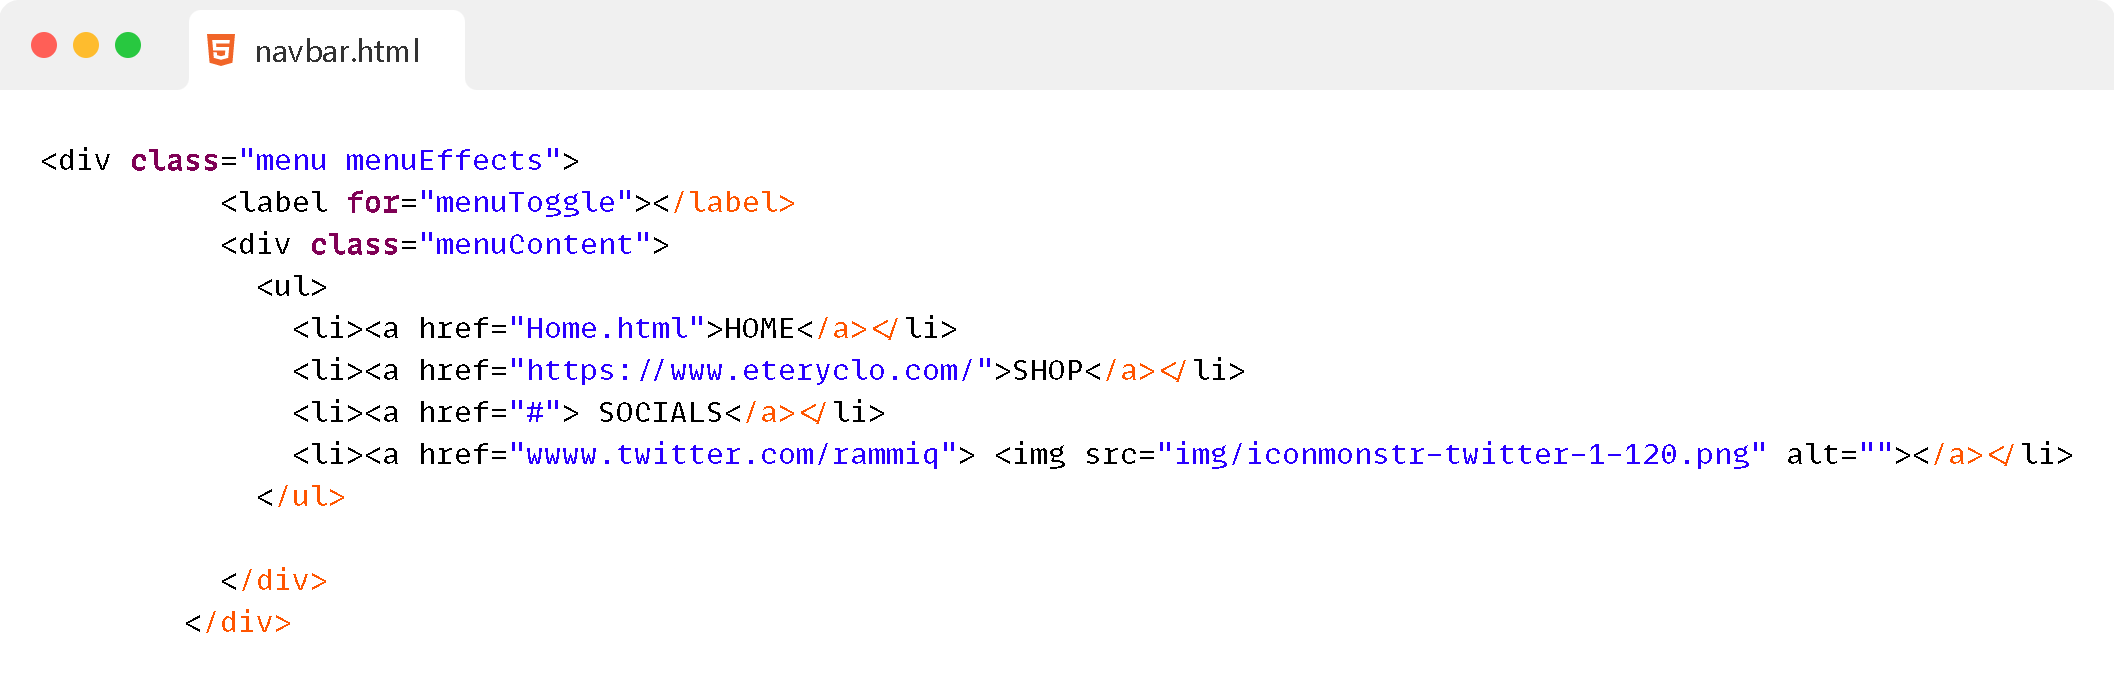 navbar.html
<div class="menu menuEffects">
<label for="menuToggle"></label>
<div class="menuContent">
<ul>
<li><a href="Home.html">HOME</a></li>
<li><a href="https://www.eteryclo.com/">SHOP</a></li>
<li><a href="#"> SOCIALS</a></li>
<li><a href="wwww.twitter.com/rammiq"> <img src="img/iconmonstr-twitter-1-120.png" alt=""></a></li>
</ul>
</div>
</div>